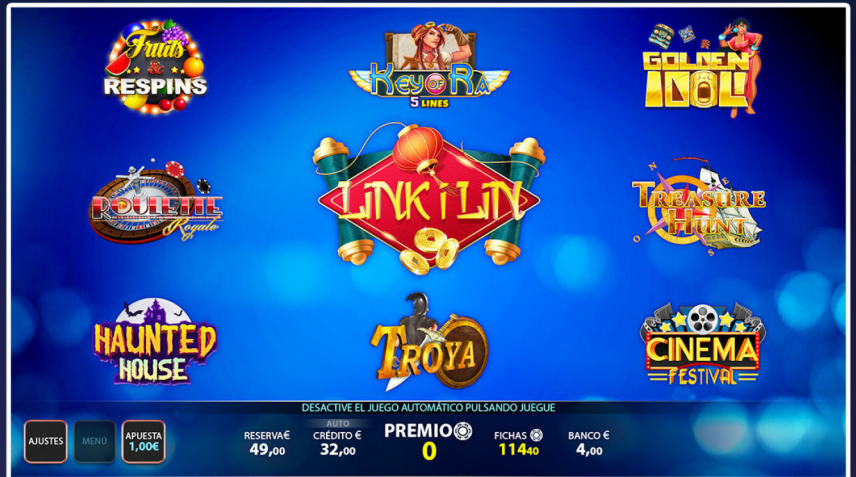 Fruits
&
RESPINS
KEY OF RA
5 LINES
GOLDEN
IDOL!
ROULETTE
Royale
LiNK i LiN
TREASURE
HUNT
N
E
HAUNTED
HOUSE
TROYA
CINEMA
FESTIVAL
DESACTIVE EL JUEGO AUTOMÁTICO PULSANDO JUEGUE
AJUSTES
MENÚ
APUESTA
1,00€
RESERVA€
49,00
AUTO
CRÉDITO €
32,00
PREMIO
0
FICHAS
11440
BANCO €
4,00